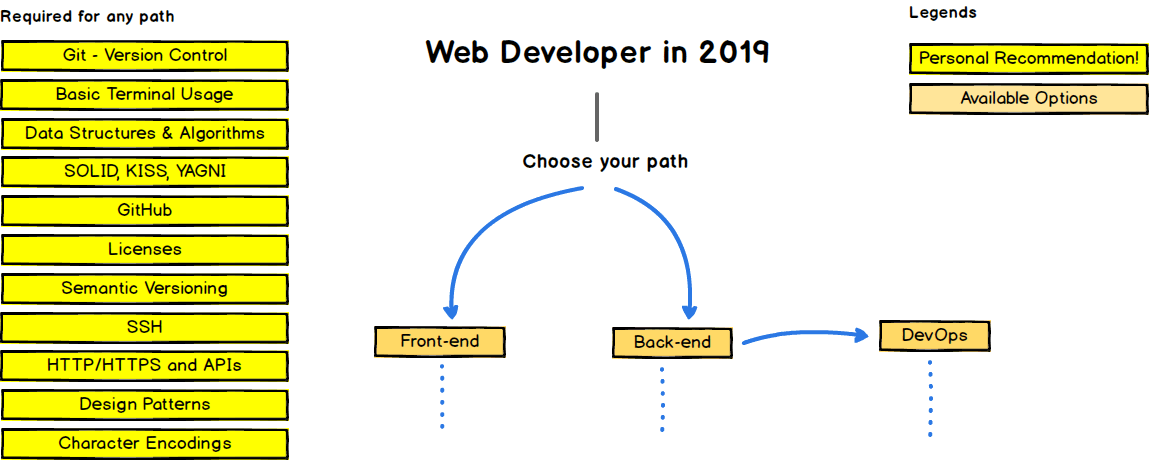 Required for any path
Git - Version Control
Basic Terminal Usage
Data Structures & Algorithms
SOLID, KISS, YAGNI
GitHub
Licenses
Semantic Versioning
SSH
HTTP/HTTPS and APIs
Design Patterns
Character Encodings
Web Developer in 2019
Choose your path
Front-end
Back-end
DevOps
Legends
Personal Recommendation!
Available Options